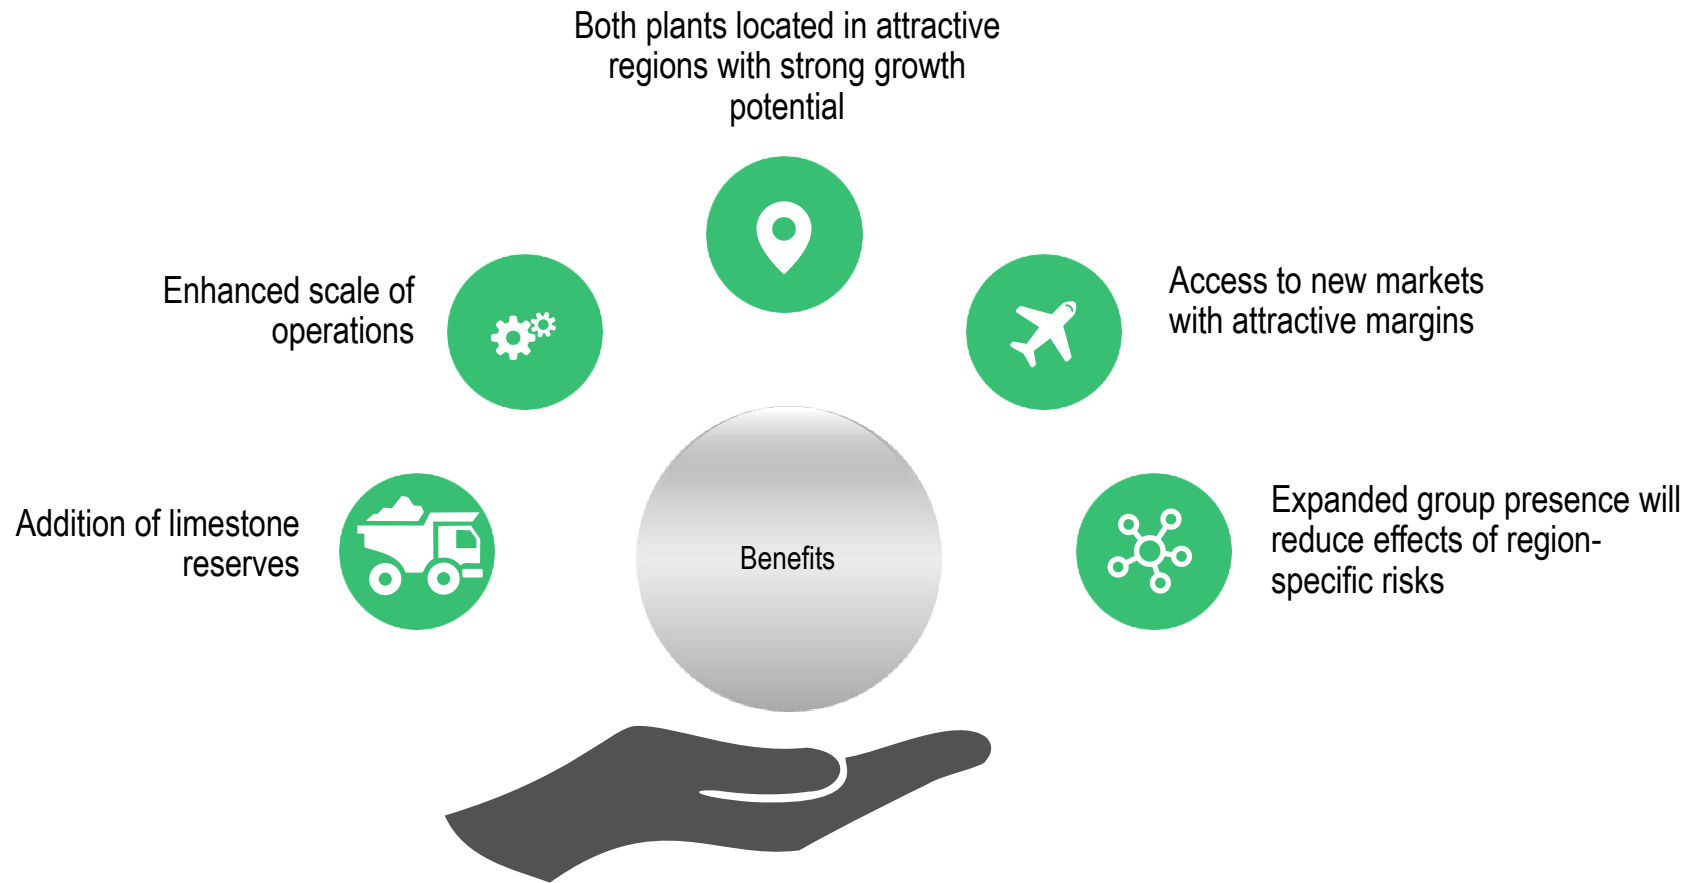 Both plants located in attractive
regions with strong growth
potential
Enhanced scale of
operations
Access to new markets
with attractive margins
Addition of limestone
reserves
Benefits
Expanded group presence will
reduce effects of region-
specific risks